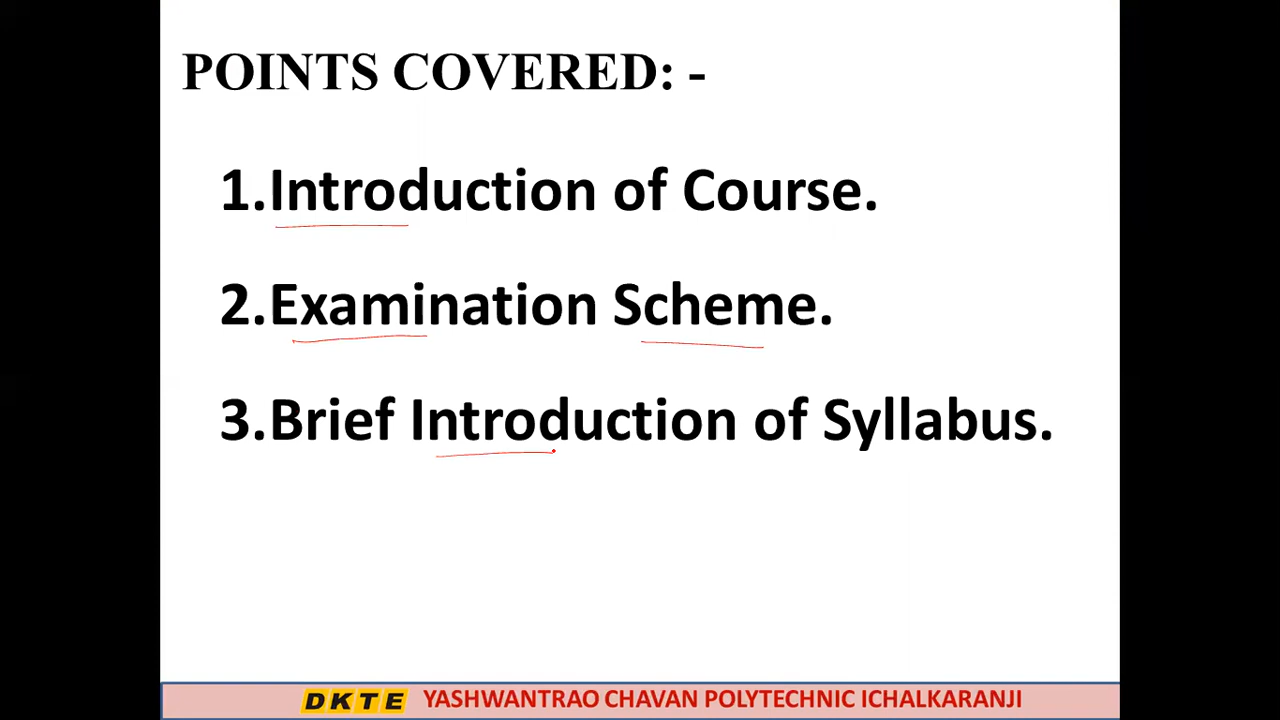 POINTS COVERED: -
1.Introduction of Course.
2.Examination Scheme.
3.Brief Introduction of Syllabus.
DKTE YASHWANTRAO CHAVAN POLYTECHNIC ICHALKARANJI